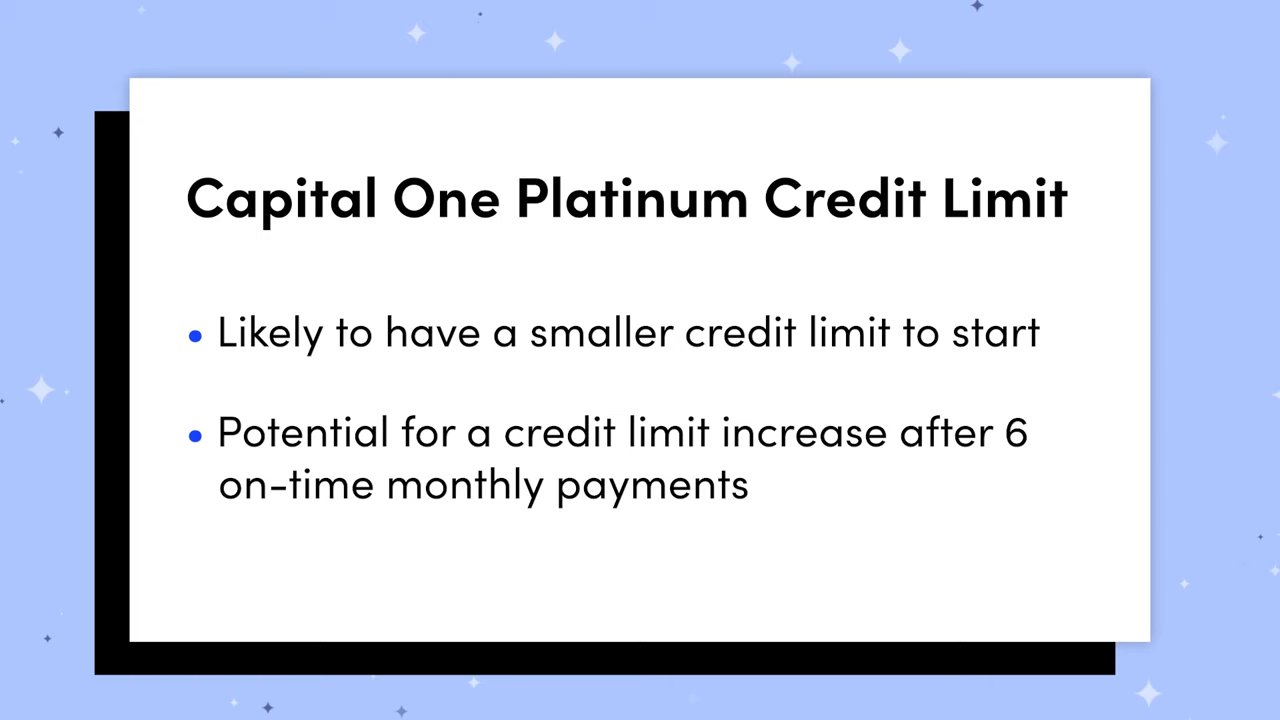 Capital One Platinum Credit Limit
• Likely to have a smaller credit limit to start
• Potential for a credit limit increase after 6
on-time monthly payments